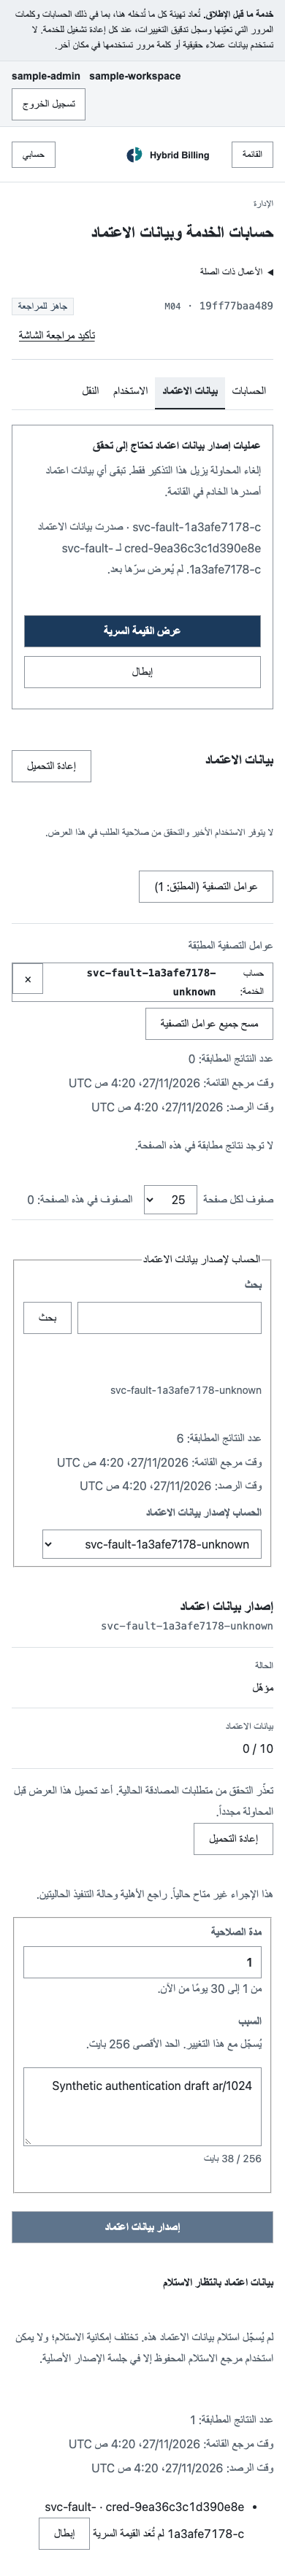 خدمة ما قبل الإطلاق. تُعاد تهيئة كل ما تُدخله هنا، بما في ذلك الحسابات وكلمات
المرور التي تعيّنها وسجل تدقيق التغييرات، عند كل إعادة تشغيل للخدمة. لا
تستخدم بيانات عملاء حقيقية أو كلمة مرور تستخدمها في مكان آخر.
sample-admin sample-workspace
تسجيل الخروج
القائمة
Hybrid Billing
حسابي
الإدارة
حسابات الخدمة وبيانات الاعتماد
الأعمال ذات الصلة
M04 · 19ff77baa489
جاهز للمراجعة
تأكيد مراجعة الشاشة
الحسابات
بيانات الاعتماد
الاستخدام
النقل
عمليات إصدار بيانات اعتماد تحتاج إلى تحقق
إلغاء المحاولة يزيل هذا التذكير فقط. تبقى أي بيانات اعتماد
أصدرها الخادم في القائمة.
svc-fault-1a3afe7178-c · صدرت بيانات الاعتماد
cred-9ea36c3c1d390e8e لـ svc-fault-
1a3afe7178-c. لم يُعرض سرّها بعد.
عرض القيمة السرية
إبطال
بيانات الاعتماد
إعادة التحميل
لا يتوفر الاستخدام الأخير والتحقق من صلاحية الطلب في هذا العرض.
عوامل التصفية (المطبّق: 1)
عوامل التصفية المطبّقة
حساب الخدمة:
svc-fault-1a3afe7178-unknown
×
مسح جميع عوامل التصفية
عدد النتائج المطابقة: 0
وقت مرجع القائمة: 27/11/2026، 4:20 ص UTC
وقت الرصد: 27/11/2026، 4:20 ص UTC
لا توجد نتائج مطابقة في هذه الصفحة.
صفوف لكل صفحة
25
الصفوف في هذه الصفحة: 0
الحساب لإصدار بيانات الاعتماد
بحث
بحث
svc-fault-1a3afe7178-unknown
عدد النتائج المطابقة: 6
وقت مرجع القائمة: 27/11/2026، 4:20 ص UTC
وقت الرصد: 27/11/2026، 4:20 ص UTC
الحساب لإصدار بيانات الاعتماد
svc-fault-1a3afe7178-unknown
إصدار بيانات اعتماد
svc-fault-1a3afe7178-unknown
الحالة
مؤهّل
بيانات الاعتماد
0 / 10
تعذّر التحقق من متطلبات المصادقة الحالية. أعد تحميل هذا العرض قبل
المحاولة مجدداً.
إعادة التحميل
هذا الإجراء غير متاح حالياً. راجع الأهلية وحالة التنفيذ الحاليتين.
مدة الصلاحية
1
من 1 إلى 30 يومًا من الآن.
السبب
يُسجّل مع هذا التغيير. الحد الأقصى 256 بايت.
Synthetic authentication draft ar/1024
256 / 38 بايت
إصدار بيانات اعتماد
بيانات اعتماد بانتظار الاستلام
لم يُسجّل استلام بيانات الاعتماد هذه. تختلف إمكانية الاستلام؛ ولا يمكن
استخدام مرجع الاستلام المحفوظ إلا في جلسة الإصدار الأصلية.
عدد النتائج المطابقة: 1
وقت مرجع القائمة: 27/11/2026، 4:20 ص UTC
وقت الرصد: 27/11/2026، 4:20 ص UTC
• svc-fault- · cred-9ea36c3c1d390e8e
1a3afe7178-c لم تُعد القيمة السرية
إبطال